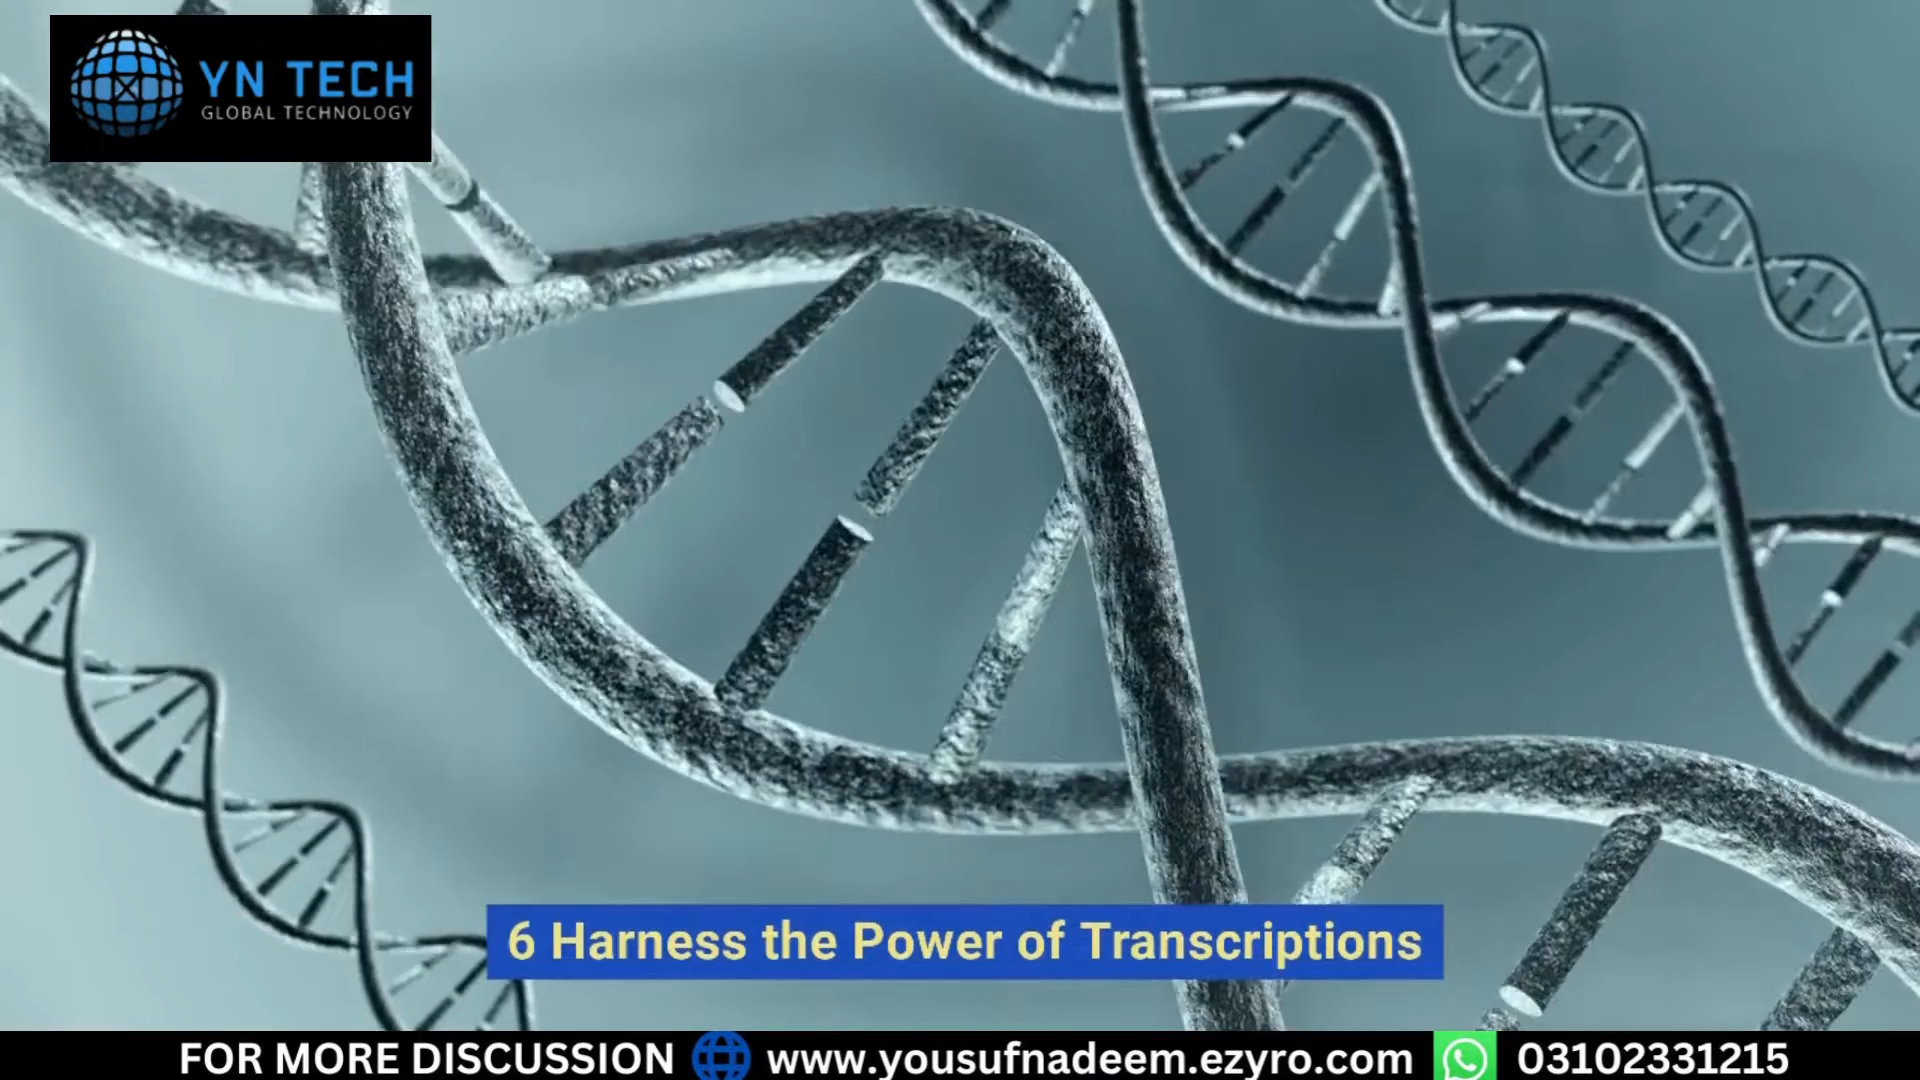 YN TECH
GLOBAL TECHNOLOGY
6 Harness the Power of Transcriptions
FOR MORE DISCUSSION www.yousufnadeem.ezyro.com 03102331215